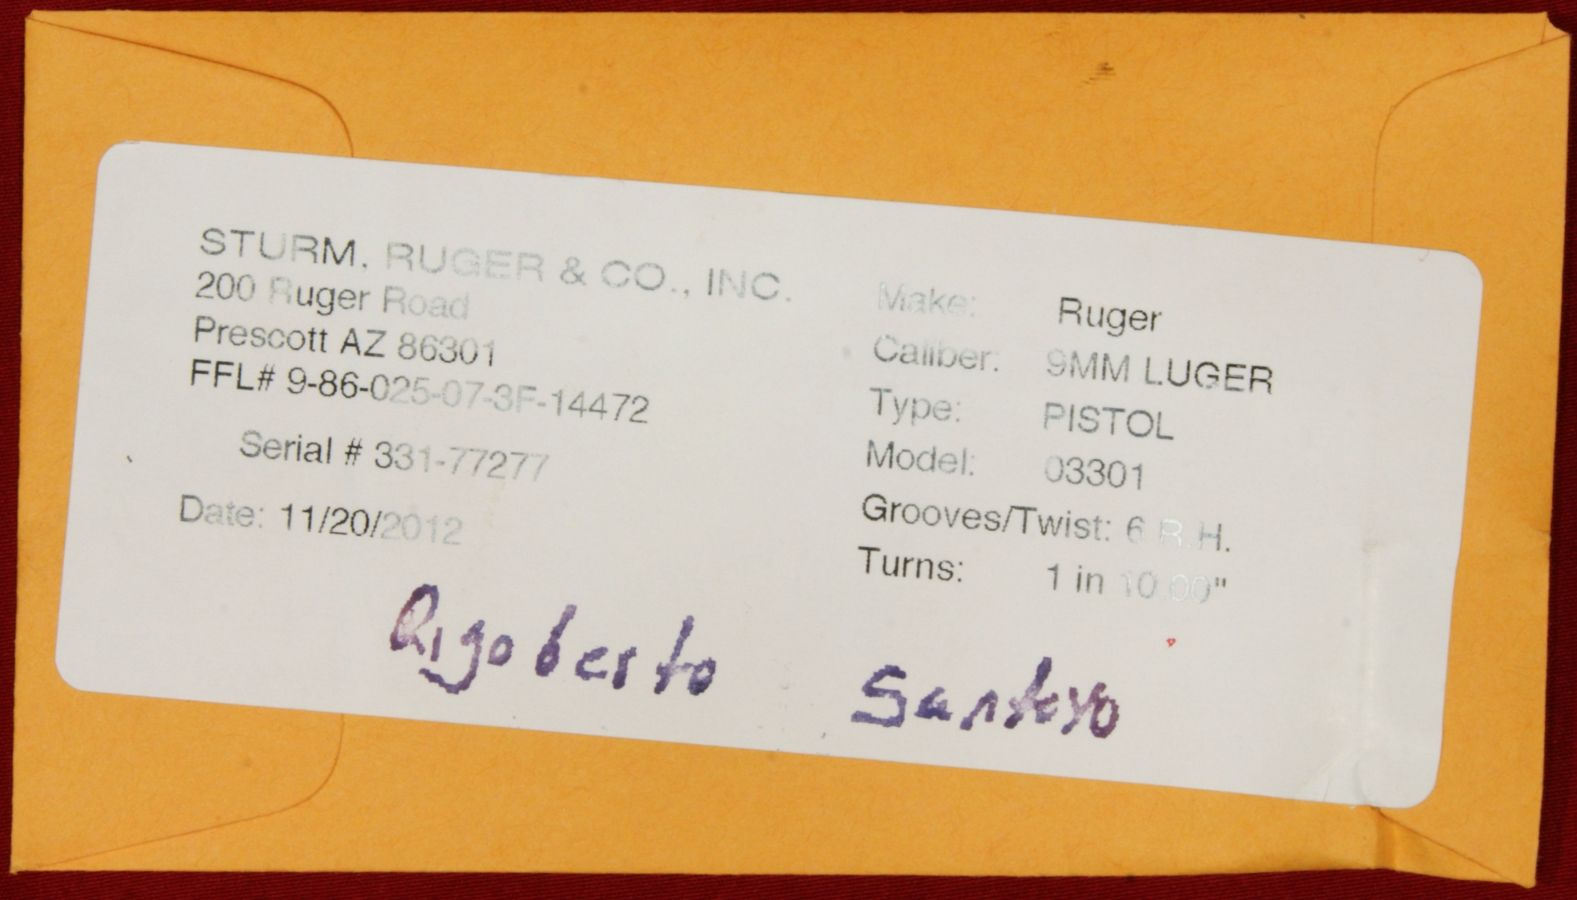 STURM, RUGER & CO., INC.
200 Ruger Road
Prescott AZ 86301
FFL# 9-86-025-07-3F-14472
Serial # 331-77277
Date: 11/20/2012
Make: Ruger
Caliber: 9MM LUGER
Type: PISTOL
Model: 03301
Grooves/Twist: 6 R.H.
Turns: 1 in 10.00"
Rigoberto Santoyo